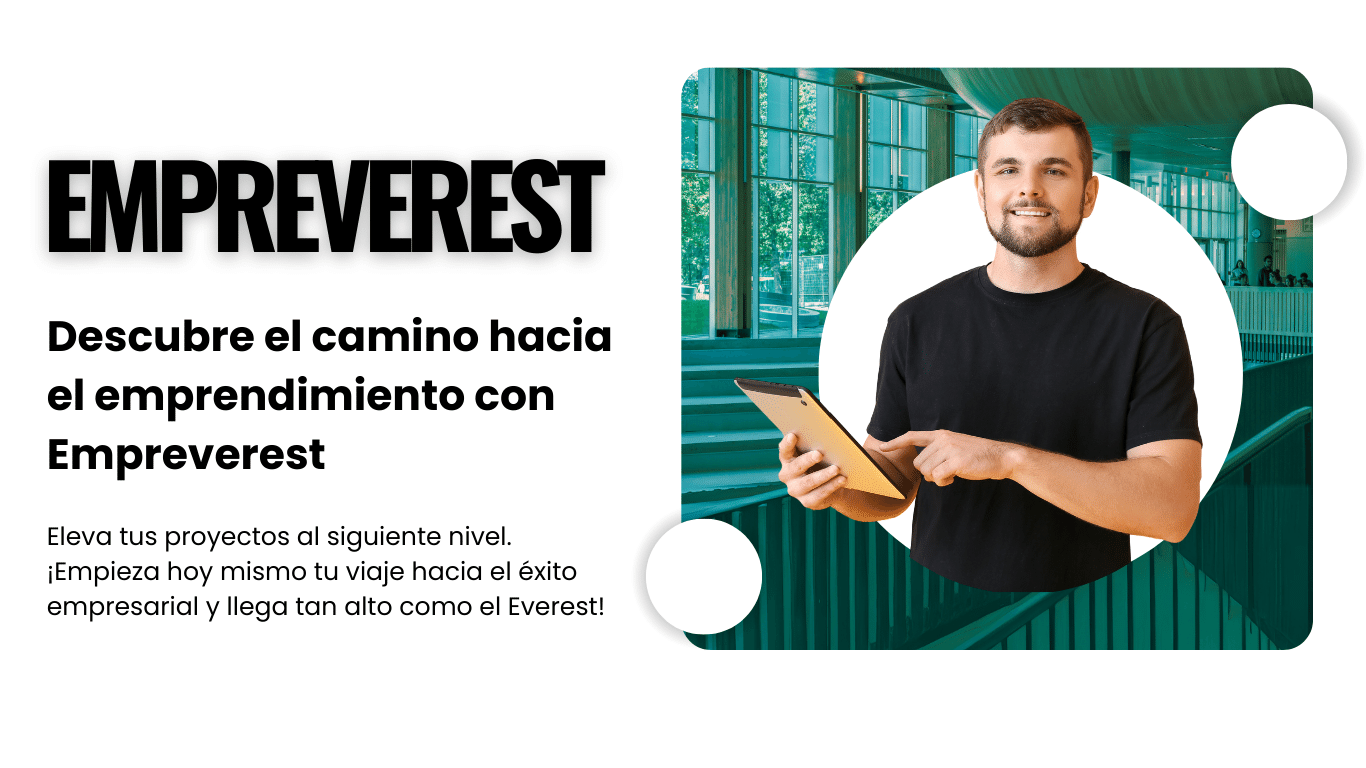 EMPREVEREST
Descubre el camino hacia
el emprendimiento con
Empreverest
Eleva tus proyectos al siguiente nivel.
¡Empieza hoy mismo tu viaje hacia el éxito
empresarial y llega tan alto como el Everest!